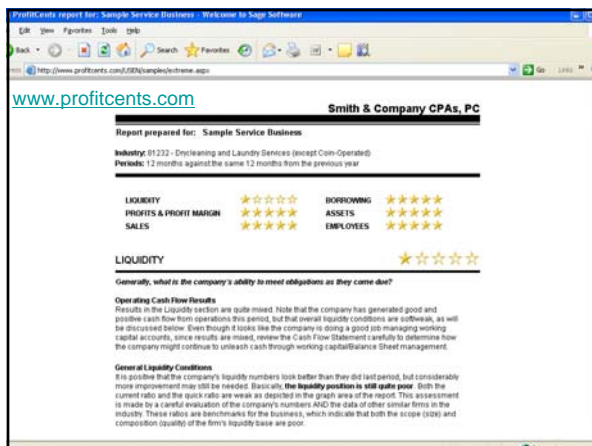 ProfitCents report for: Sample Service Business - Welcome to Sage Software
Edit View Favorites Tools Help
Back Search Favorites
http://www.profitcents.com/USEN/samples/extreme.aspx Go Links
www.profitcents.com
Smith & Company CPAs, PC
Report prepared for: Sample Service Business
Industry: 81232 - Drycleaning and Laundry Services (except Coin-Operated)
Periods: 12 months against the same 12 months from the previous year
LIQUIDITY BORROWING
PROFITS & PROFIT MARGIN ASSETS
SALES EMPLOYEES
LIQUIDITY
Generally, what is the company's ability to meet obligations as they come due?
Operating Cash Flow Results
Results in the Liquidity section are quite mixed. Note that the company has generated good and
positive cash flow from operations this period, but that overall liquidity conditions are soft/weak, as will
be discussed below. Even though it looks like the company is doing a good job managing working
capital accounts, since results are mixed, review the Cash Flow Statement carefully to determine how
the company might continue to unleash cash through working capital/Balance Sheet management.
General Liquidity Conditions
It is positive that the company's liquidity numbers look better than they did last period, but considerably
more improvement may still be needed. Basically, the liquidity position is still quite poor. Both the
current ratio and the quick ratio are weak as depicted in the graph area of the report. This assessment
is made by a careful evaluation of the company's numbers AND the data of other similar firms in the
industry. These ratios are benchmarks for the business, which indicate that both the scope (size) and
composition (quality) of the firm's liquidity base are poor.